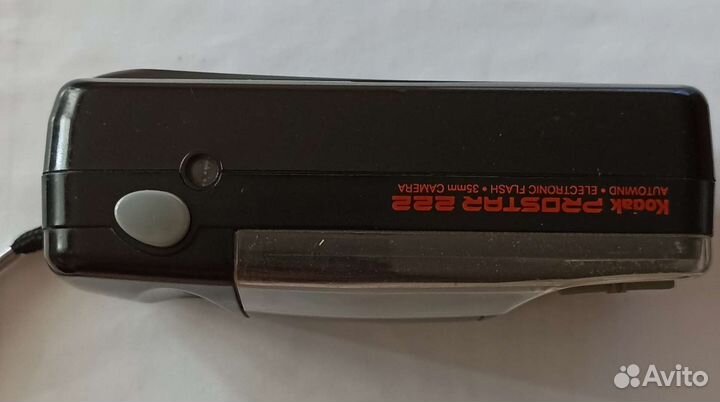 Kodak PROSTAR 222
AUTOWIND • ELECTRONIC FLASH • 35mm CAMERA
Avito